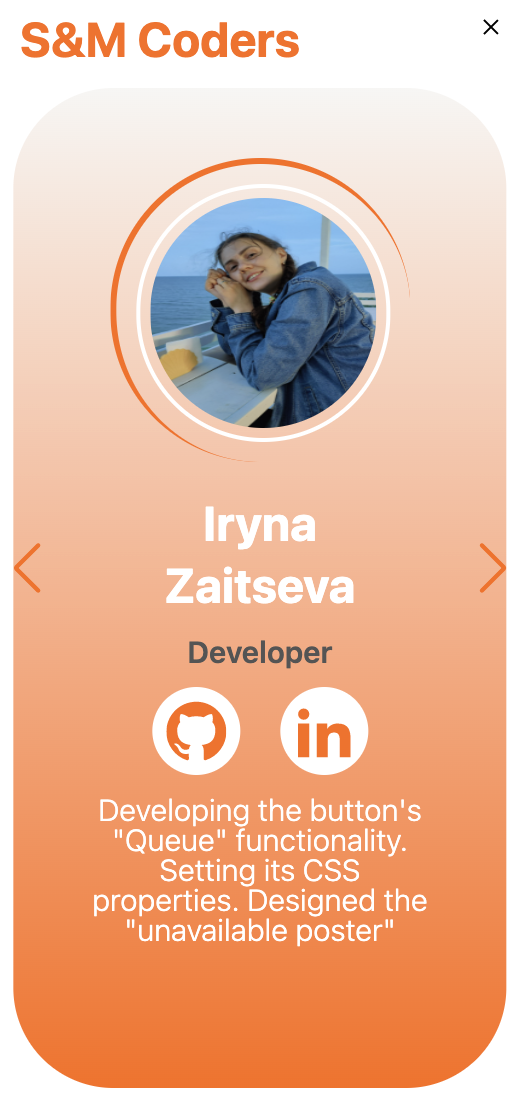 S&M Coders
Iryna
Zaitseva
Developer
in
Developing the button's
"Queue" functionality.
Setting its CSS
properties. Designed the
"unavailable poster"